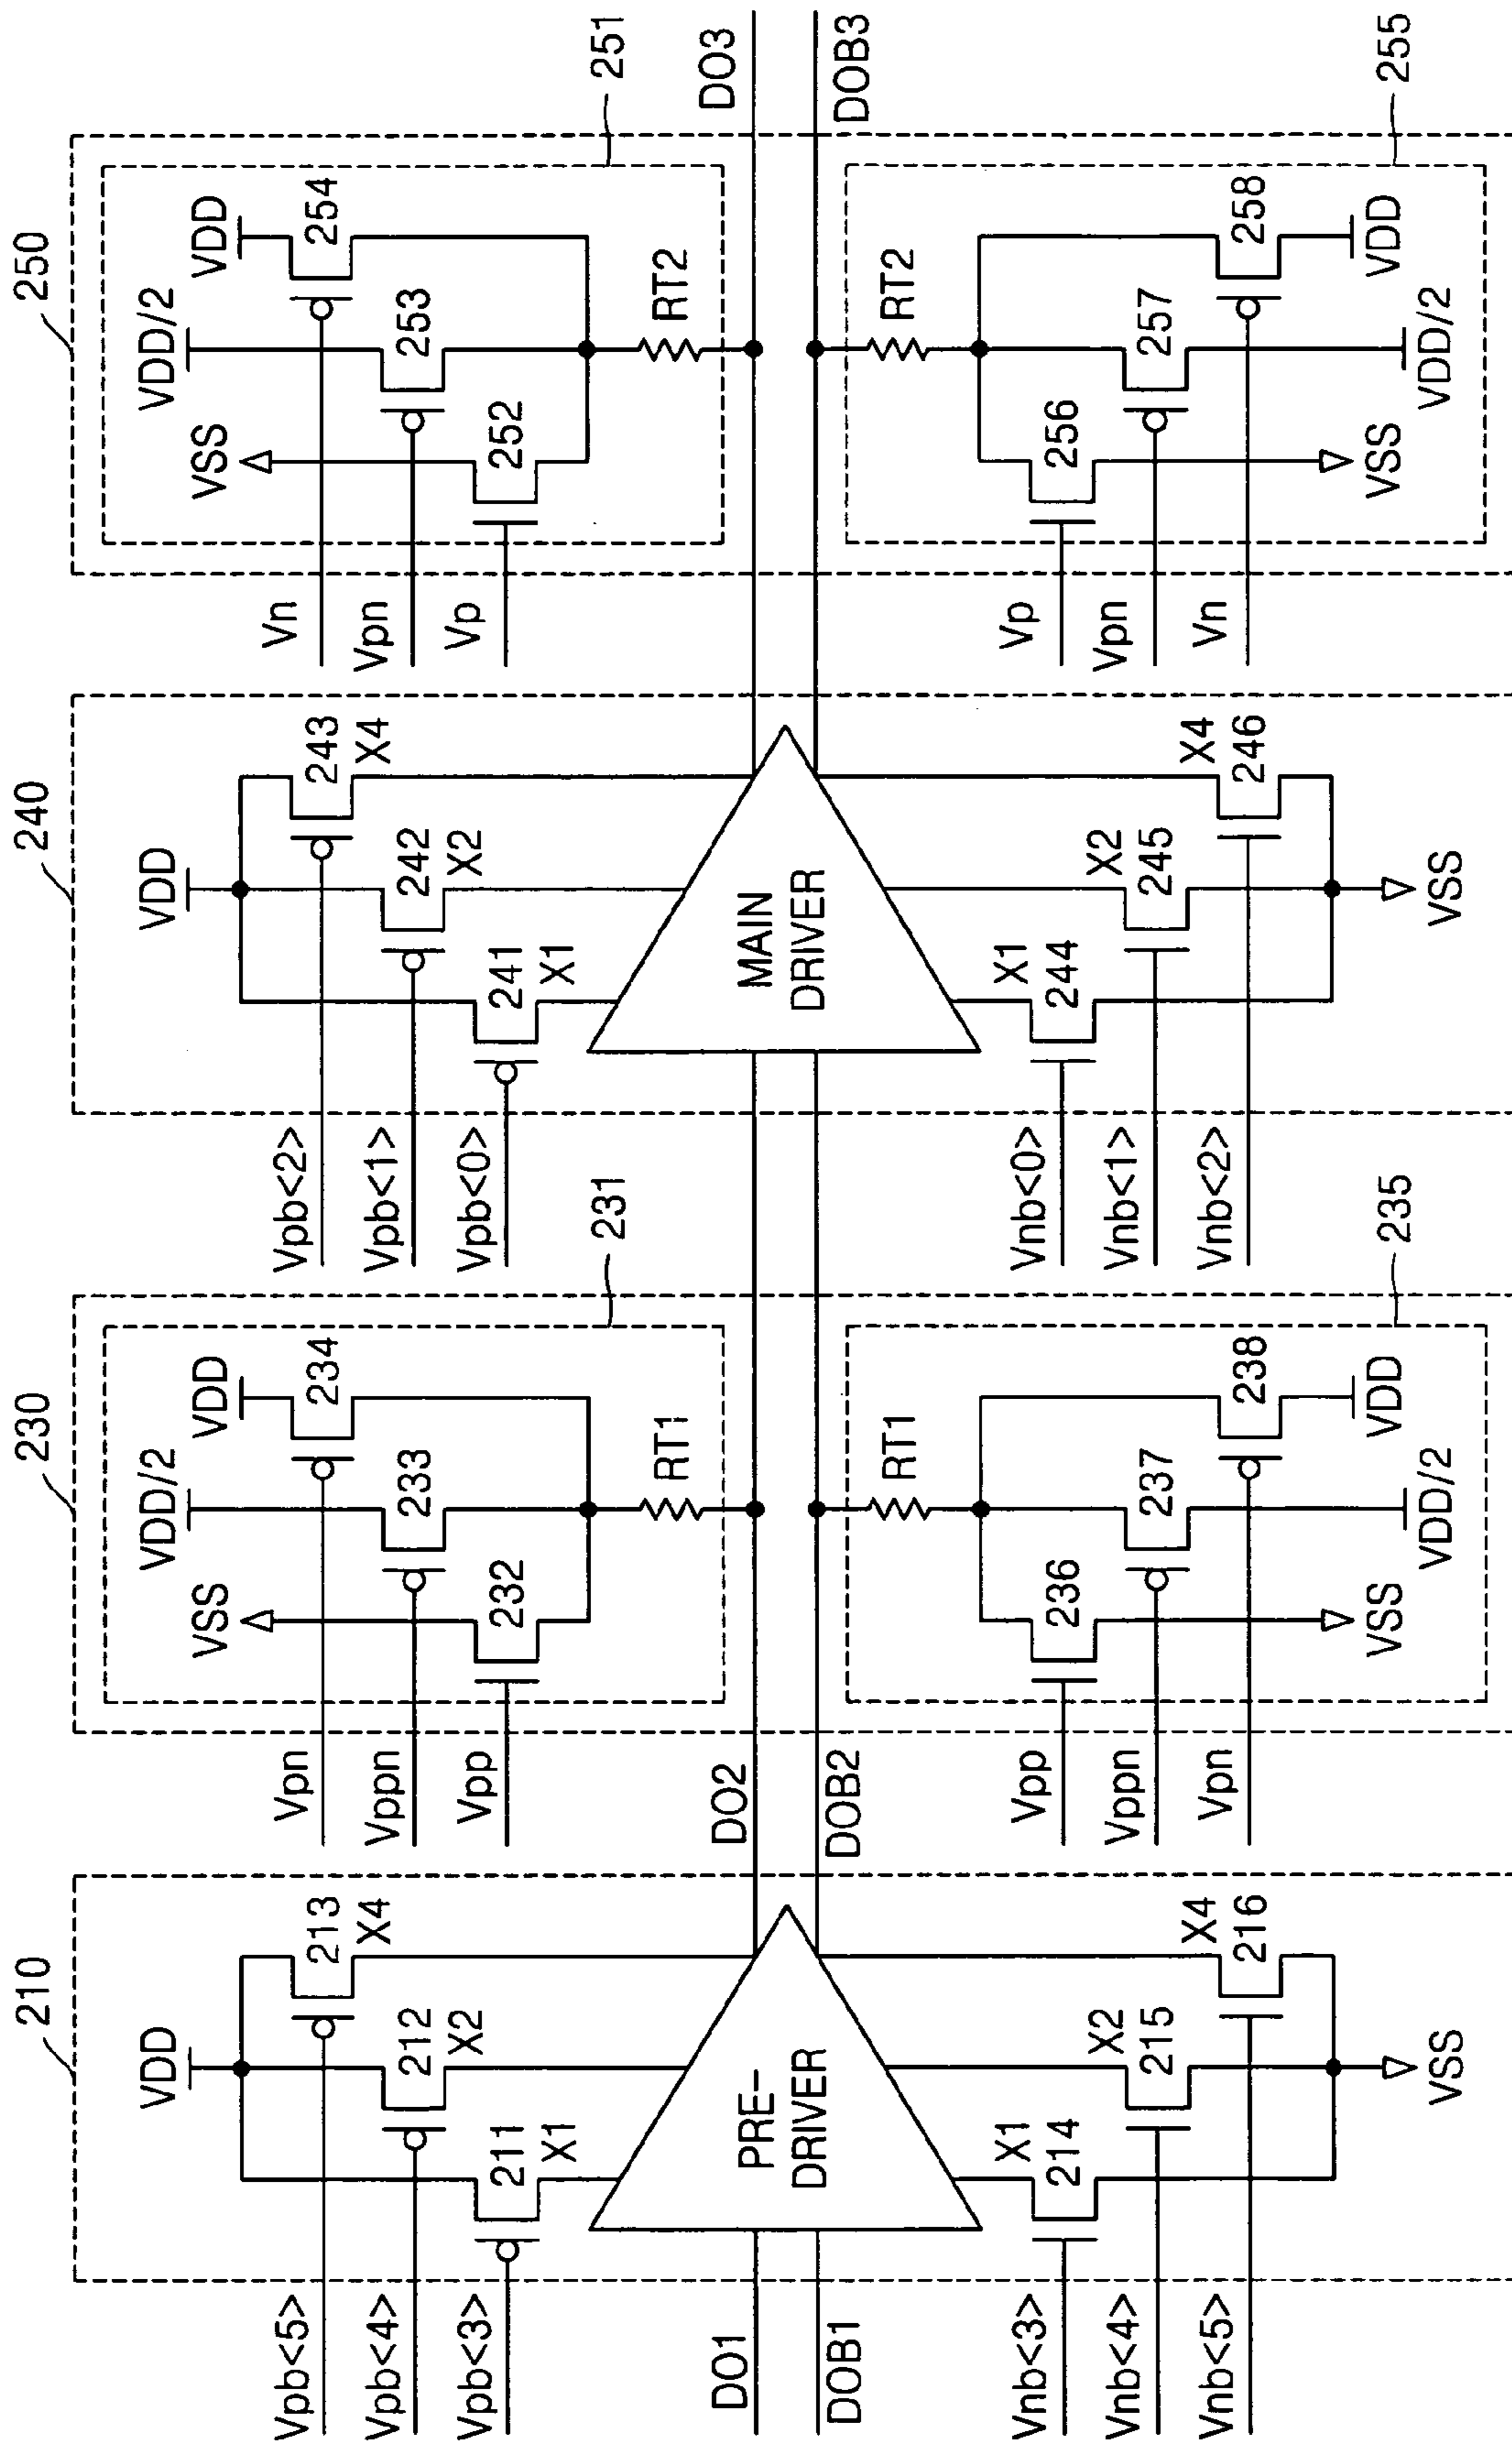 210
VDD
Vpb<5>
213
X4
Vpb<4>
212
X2
Vpb<3>
211
X1
DO1
DOB1
PRE-
DRIVER
Vnb<3>
X1
214
Vnb<4>
X2
215
Vnb<5>
X4
216
VSS
DO2
DOB2
230
231
VSS
VDD/2
VDD
Vpn
234
Vppn
233
Vpp
232
RT1
235
RT1
Vpp
236
Vppn
237
Vpn
238
VSS
VDD/2
VDD
240
VDD
Vpb<2>
243
X4
Vpb<1>
242
X2
Vpb<0>
241
X1
MAIN
DRIVER
Vnb<0>
X1
244
Vnb<1>
X2
245
Vnb<2>
X4
246
VSS
250
251
VSS
VDD/2
VDD
Vn
254
Vpn
253
Vp
252
RT2
DO3
DOB3
255
RT2
Vp
256
Vpn
257
Vn
258
VSS
VDD/2
VDD